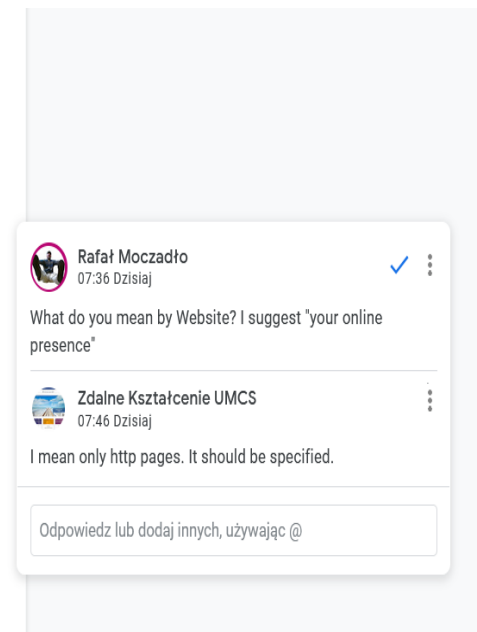 Rafał Moczadło
07:36 Dzisiaj
What do you mean by Website? I suggest "your online
presence"
Zdalne Kształcenie UMCS
07:46 Dzisiaj
I mean only http pages. It should be specified.
Odpowiedz lub dodaj innych, używając @